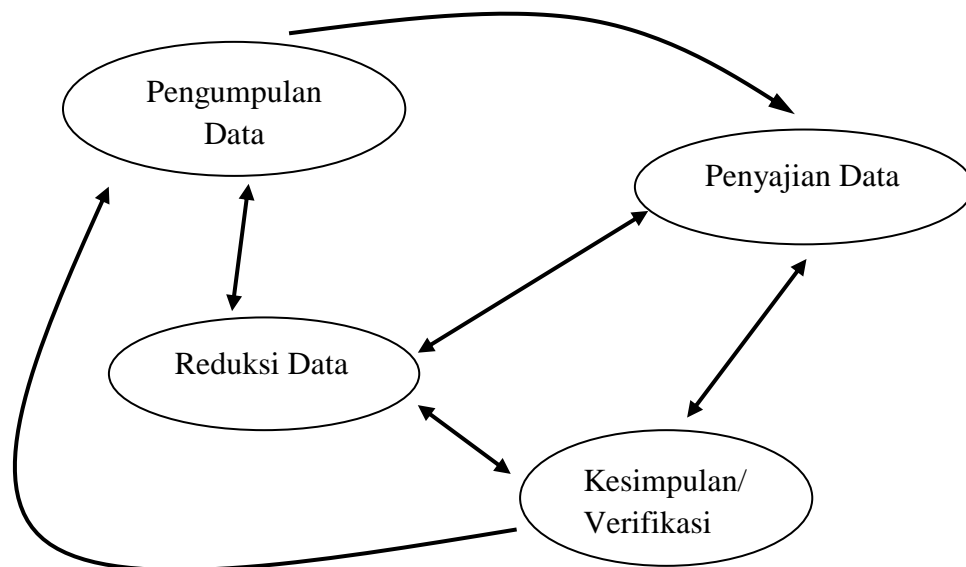 Pengumpulan
Data
Penyajian Data
Reduksi Data
Kesimpulan/
Verifikasi